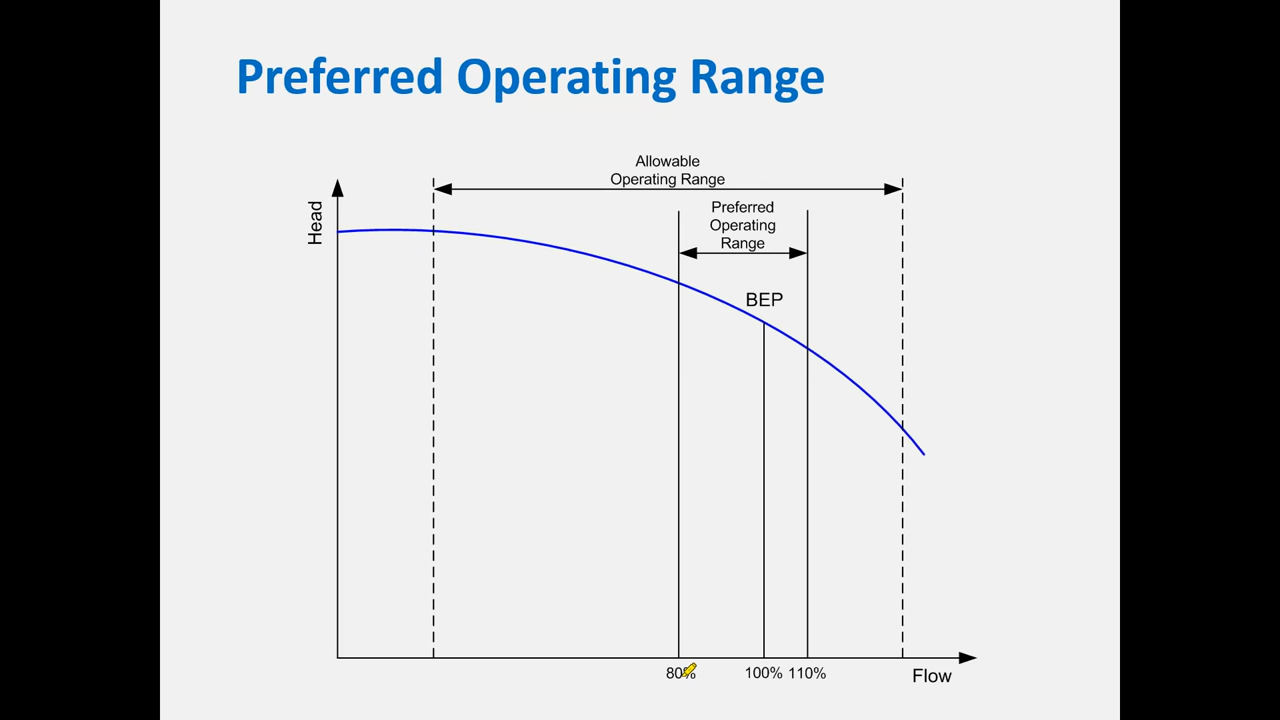 Preferred Operating Range
Allowable
Operating Range
Preferred
Operating
Range
Head
BEP
80%
100%
110%
Flow